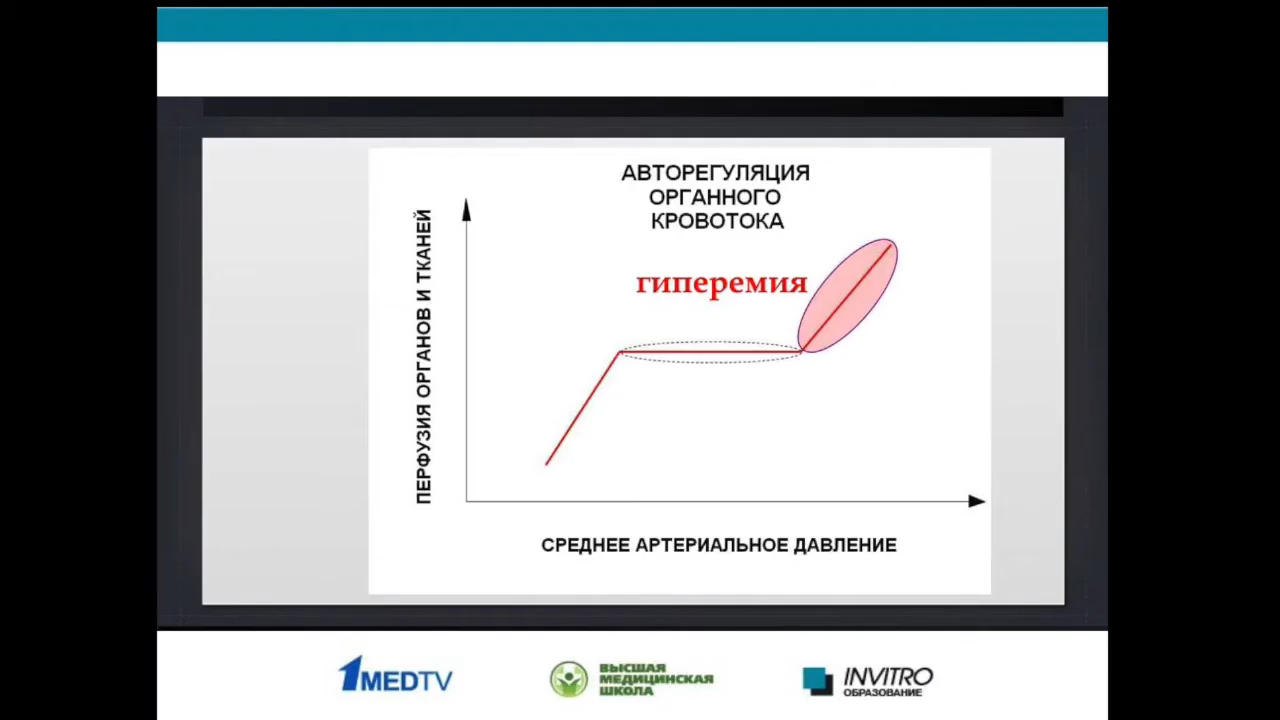 АВТОРЕГУЛЯЦИЯ
ОРГАННОГО
КРОВОТОКА
гиперемия
ПЕРФУЗИЯ ОРГАНОВ И ТКАНЕЙ
СРЕДНЕЕ АРТЕРИАЛЬНОЕ ДАВЛЕНИЕ
1MEDTV
ВЫСШАЯ
МЕДИЦИНСКАЯ
ШКОЛА
INVITRO
ОБРАЗОВАНИЕ